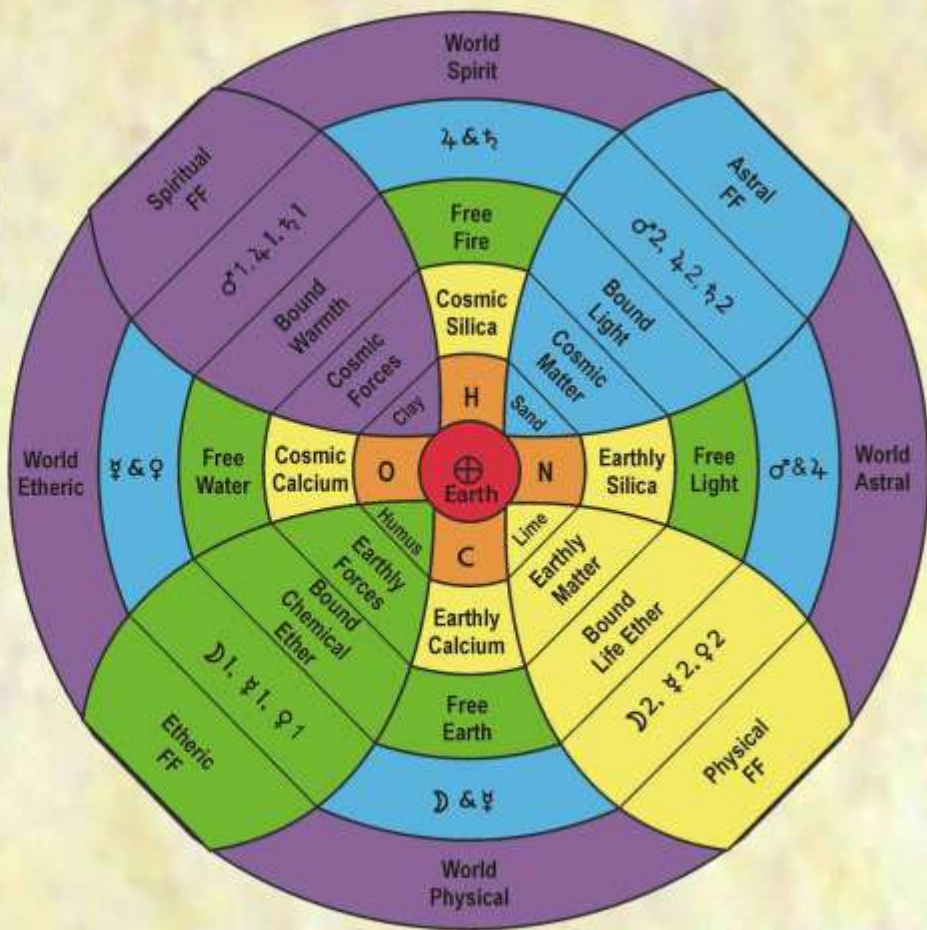 World
Spirit
♃ & ♄
Free
Fire
Cosmic
Silica
H
Spiritual
FF
♂1, ♃1, ♄1
Bound
Warmth
Cosmic
Forces
Clay
Astral
FF
♂2, ♃2, ♄2
Bound
Light
Cosmic
Matter
Sand
World
Etheric
☿ & ♀
Free
Water
Cosmic
Calcium
O
⊕
Earth
N
Earthly
Silica
Free
Light
♂ & ♃
World
Astral
Humus
Earthly
Forces
Bound
Chemical
Ether
☽1, ☿1, ♀1
Etheric
FF
Lime
Earthly
Matter
Bound
Life Ether
☽2, ☿2, ♀2
Physical
FF
C
Earthly
Calcium
Free
Earth
☽ & ☿
World
Physical